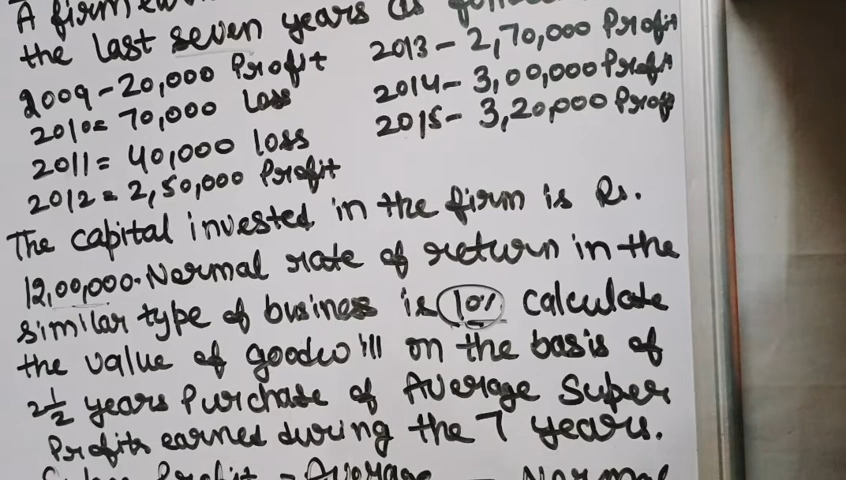 A firm
the last seven years as
2009-20,000 Profit
2010= 70,000 Loss
2011= 40,000 loss
2012= 2,50,000 Profit
2013-2,70,000 Profit
2014-3,00,000 Profit
2015-3,20,000 Profit
The capital invested in the firm is Rs.
12,00,000. Normal rate of return in the
similar type of business is 10% calculate
the value of goodwill on the basis of
2 1/2 years Purchase of Average Super
Profits earned during the 7 years.
Profit = Average - Normal